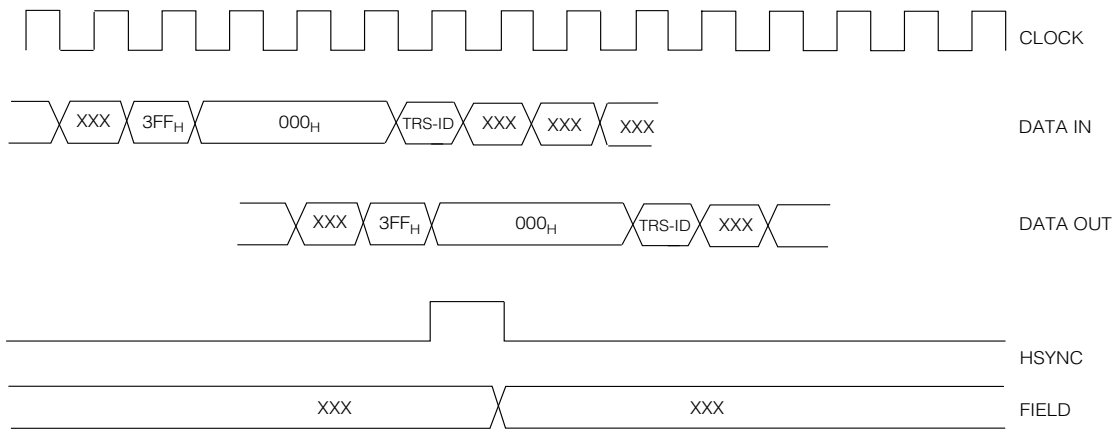 CLOCK
XXX 3FFH 000H TRS-ID XXX XXX XXX DATA IN
XXX 3FFH 000H TRS-ID XXX DATA OUT
HSYNC
XXX XXX FIELD